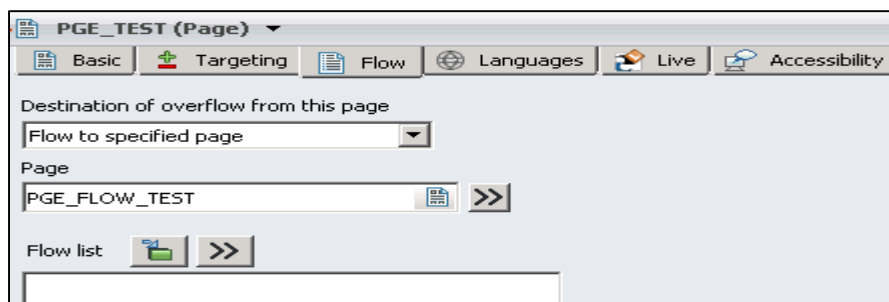 PGE_TEST (Page)
Basic Targeting Flow Languages Live Accessibility
Destination of overflow from this page
Flow to specified page
Page
PGE_FLOW_TEST >>
Flow list >>